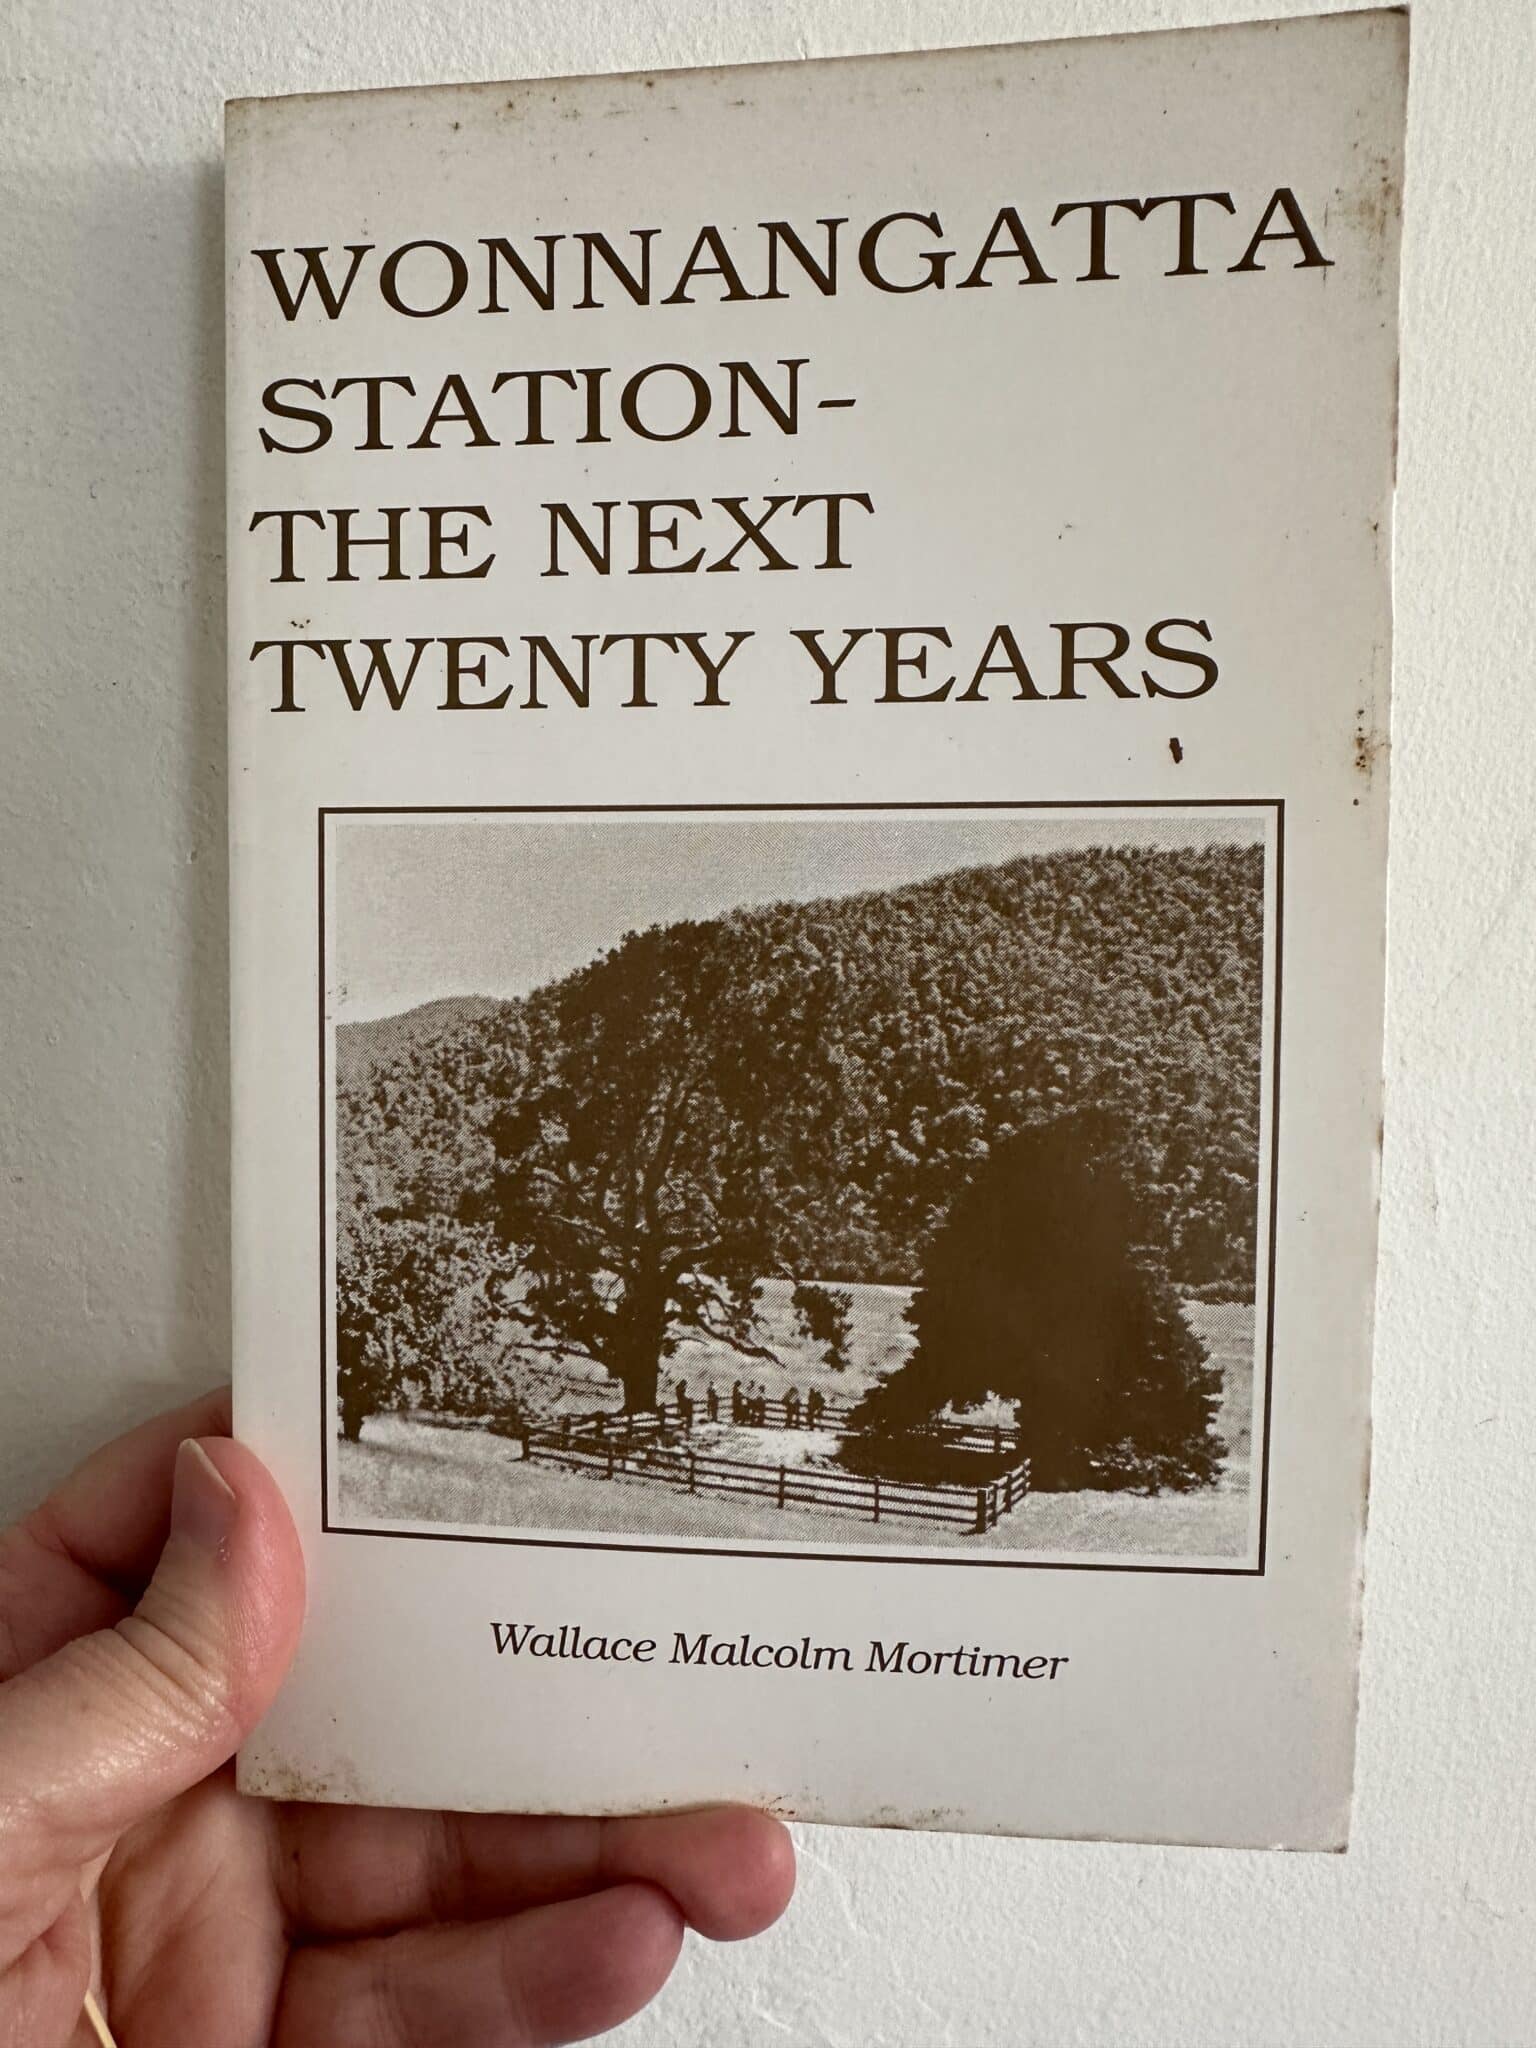 WONNANGATTA
STATION-
THE NEXT
TWENTY YEARS
Wallace Malcolm Mortimer